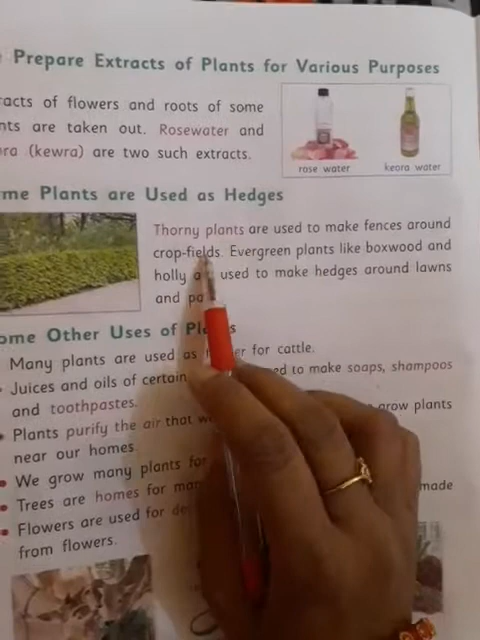 Prepare Extracts of Plants for Various Purposes
of flowers and roots of some
are taken out. Rosewater and
(kewra) are two such extracts.
rose water
keora water
Plants are Used as Hedges
Thorny plants are used to make fences around
crop-fields. Evergreen plants like boxwood and
holly used to make hedges around lawns
and
Other Uses of
Many plants are used as for cattle.
Juices and oils of certain to make soaps, shampoos
and toothpastes.
Plants purify the air that grow plants
near our homes.
We grow many plants for
Trees are homes for made
Flowers are used for
from flowers.